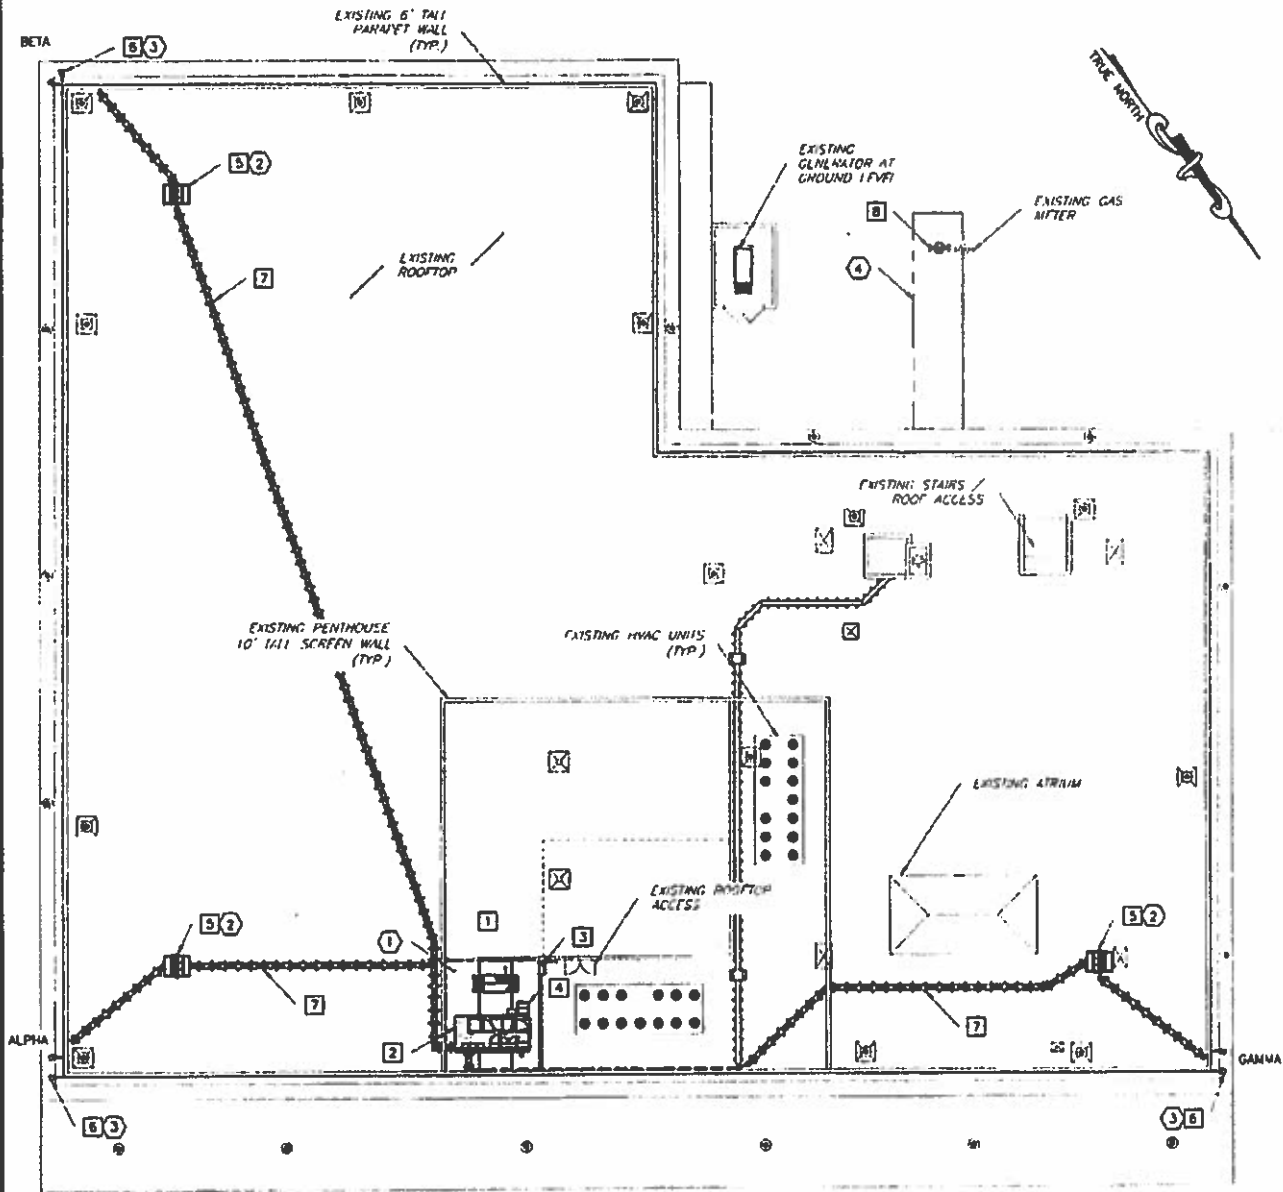 EXISTING 6' TALL
PARAPET WALL
(TYP.)
BETA
6 3
TRUE NORTH
EXISTING
GENERATOR AT
GROUND LEVEL
5 2
EXISTING GAS
METER
8
EXISTING
ROOFTOP
4
7
EXISTING STAIRS
ROOF ACCESS
EXISTING PENTHOUSE
10' TALL SCREEN WALL
(TYP.)
EXISTING HVAC UNITS
(TYP.)
EXISTING ATRIUM
EXISTING ROOFTOP
ACCESS
5 2
1
1
3
5 2
4
7
7
2
ALPHA
GAMMA
6 3
3 6